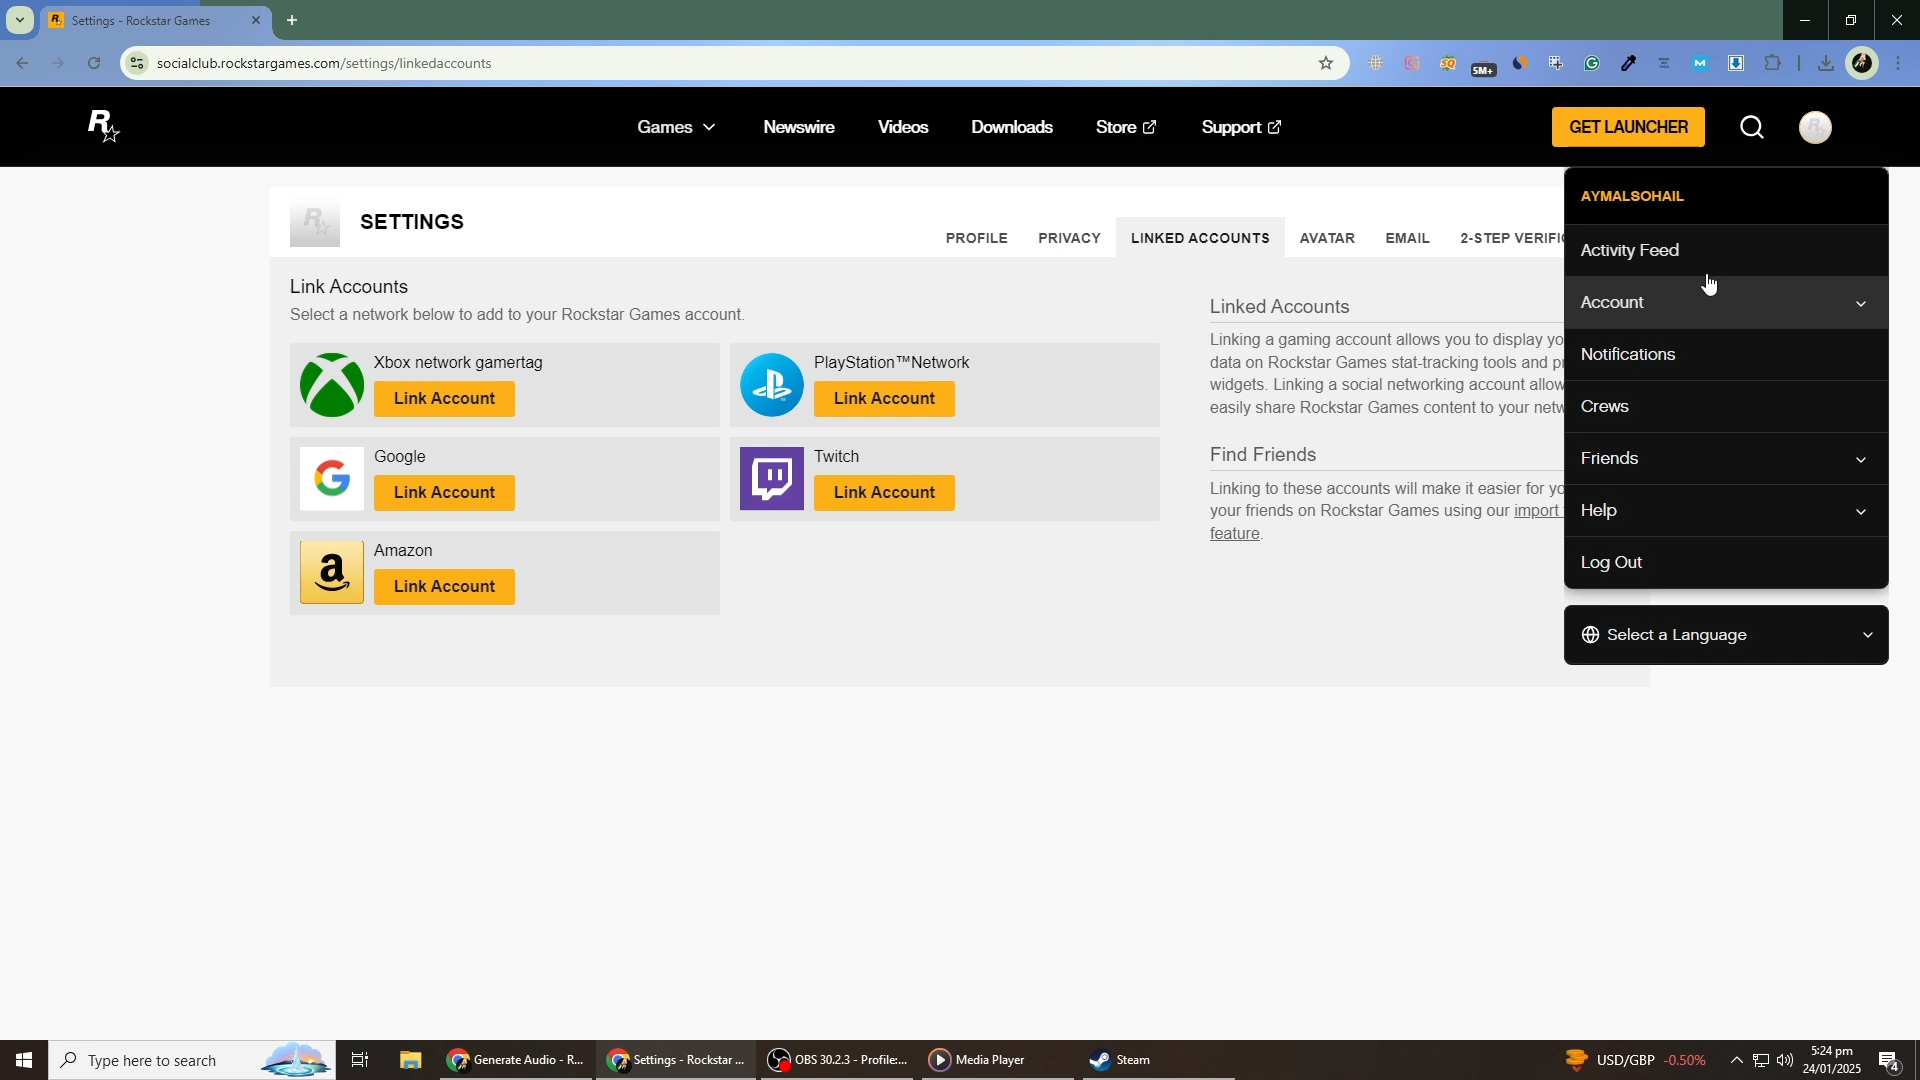 Settings - Rockstar Games
socialclub.rockstargames.com/settings/linkedaccounts
5M+
Games
Newswire
Videos
Downloads
Store
Support
GET LAUNCHER
SETTINGS
PROFILE
PRIVACY
LINKED ACCOUNTS
AVATAR
EMAIL
2-STEP VERIFIC
Link Accounts
Select a network below to add to your Rockstar Games account.
Xbox network gamertag
Link Account
PlayStation™Network
Link Account
Google
Link Account
Twitch
Link Account
Amazon
Link Account
Linked Accounts
Linking a gaming account allows you to display yo
data on Rockstar Games stat-tracking tools and p
widgets. Linking a social networking account allow
easily share Rockstar Games content to your netw
Find Friends
Linking to these accounts will make it easier for yo
your friends on Rockstar Games using our import
feature.
AYMALSOHAIL
Activity Feed
Account
Notifications
Crews
Friends
Help
Log Out
Select a Language
Type here to search
Generate Audio - R...
Settings - Rockstar ...
OBS 30.2.3 - Profile:...
Media Player
Steam
USD/GBP -0.50%
5:24 pm
24/01/2025
4